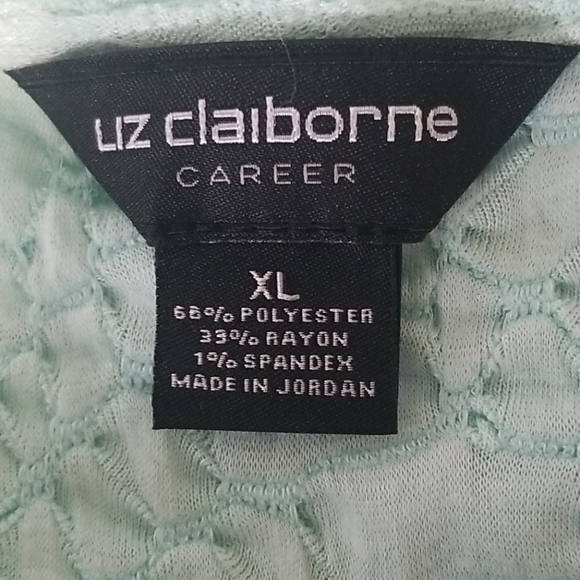 Liz claiborne
CAREER
XL
66% POLYESTER
33% RAYON
1% SPANDEX
MADE IN JORDAN